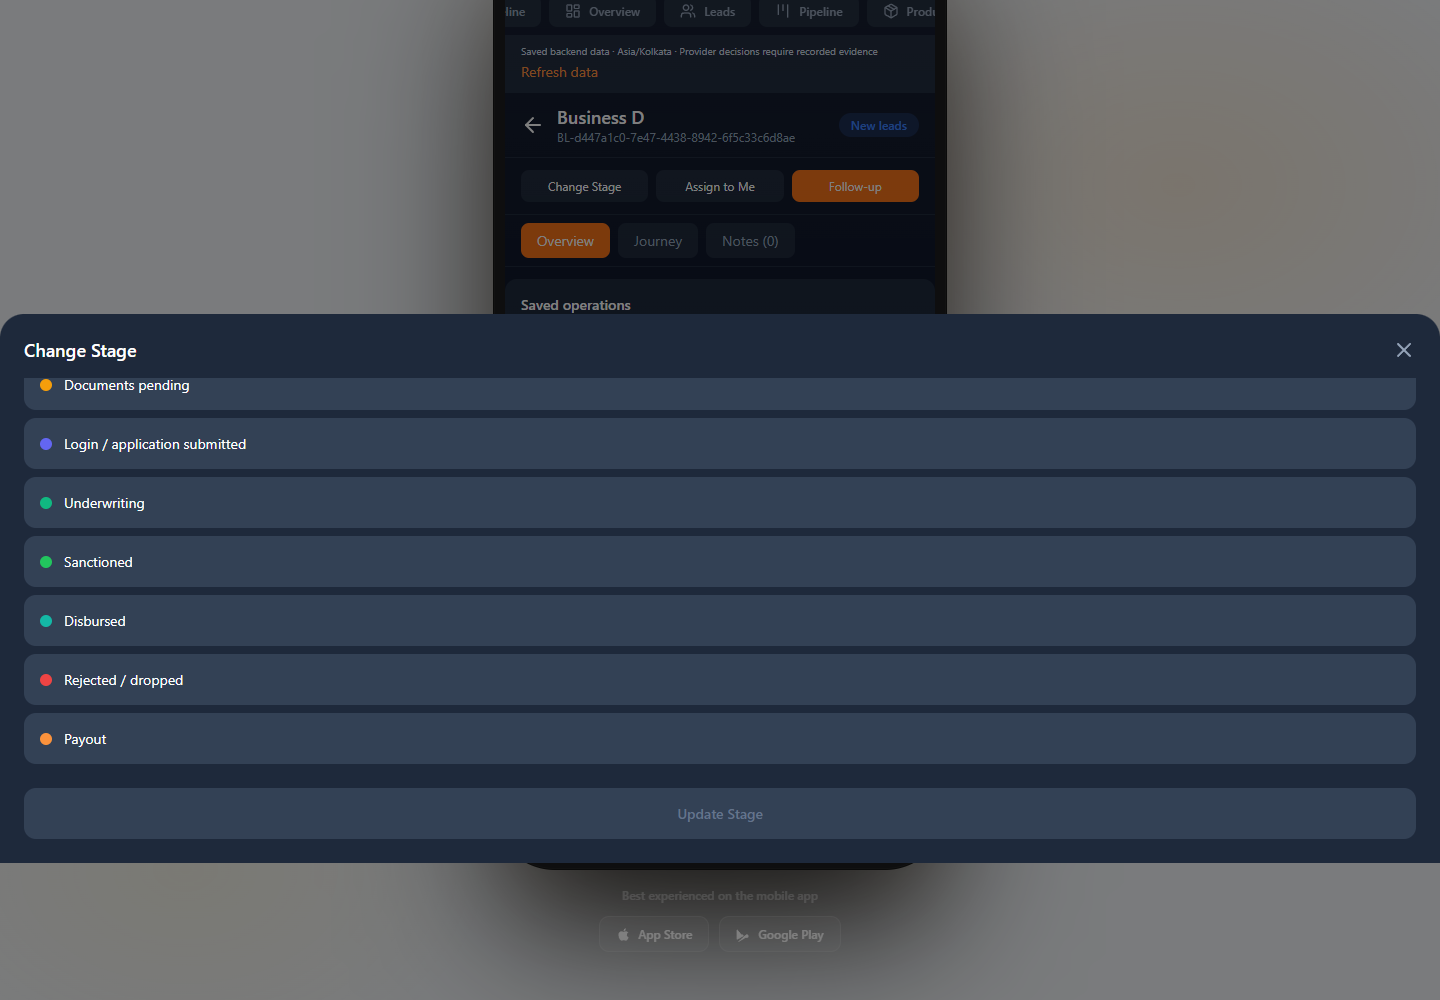 line
Overview
Leads
Pipeline
Produ
Saved backend data · Asia/Kolkata · Provider decisions require recorded evidence
Refresh data
Business D
BL-d447a1c0-7e47-4438-8942-6f5c33c6d8ae
New leads
Change Stage
Assign to Me
Follow-up
Overview
Journey
Notes (0)
Saved operations
Change Stage
Documents pending
Login / application submitted
Underwriting
Sanctioned
Disbursed
Rejected / dropped
Payout
Update Stage
Best experienced on the mobile app
App Store
Google Play